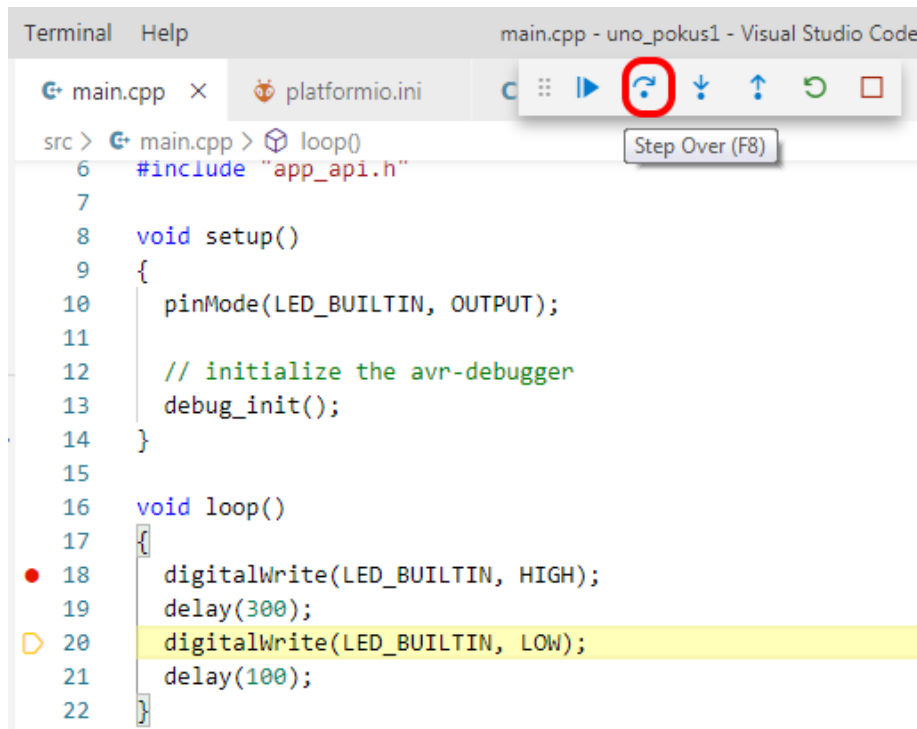 Terminal Help main.cpp - uno_pokus1 - Visual Studio Code
main.cpp platformio.ini C
src > main.cpp > loop()
Step Over (F8)
6 #include "app_api.h"
7
8 void setup()
9 {
10 pinMode(LED_BUILTIN, OUTPUT);
11
12 // initialize the avr-debugger
13 debug_init();
14 }
15
16 void loop()
17 {
18 digitalWrite(LED_BUILTIN, HIGH);
19 delay(300);
20 digitalWrite(LED_BUILTIN, LOW);
21 delay(100);
22 }